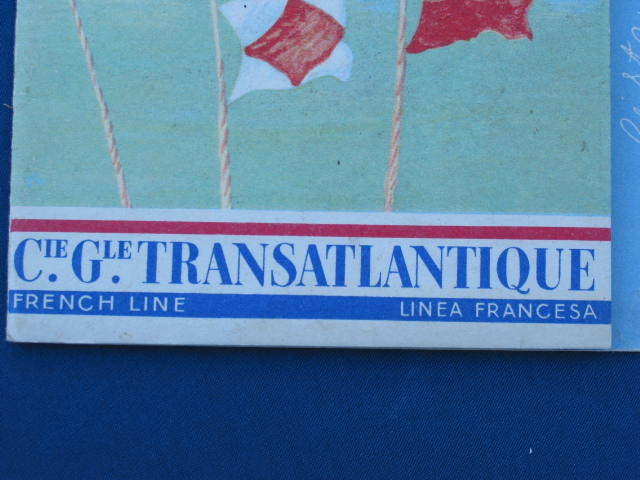 CIE. GLE. TRANSATLANTIQUE
FRENCH LINE
LINEA FRANCESA